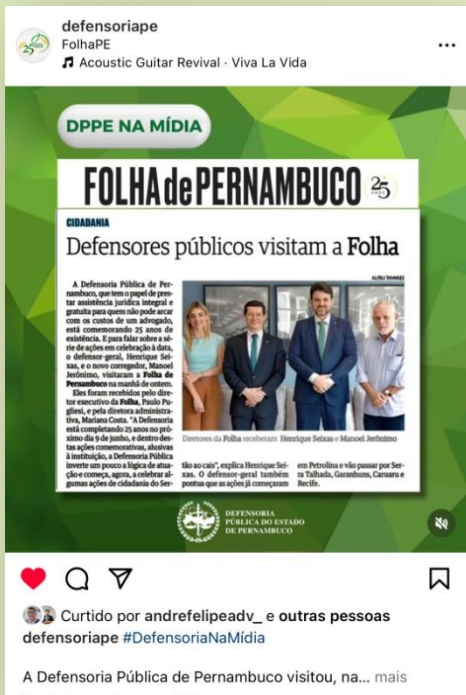 defensoriape
FolhaPE
Acoustic Guitar Revival · Viva La Vida
DPPE NA MÍDIA
FOLHA de PERNAMBUCO 25
CIDADANIA
Defensores públicos visitam a Folha
ALFEU TAVARES
A Defensoria Pública de Per-
nambuco, que tem o papel de pres-
tar assistência jurídica integral e
gratuita para quem não pode arcar
com os custos de um advogado,
está comemorando 25 anos de
existência. E para falar sobre a sé-
rie de ações em celebração à data,
o defensor-geral, Henrique Sei-
xas, e o novo corregedor, Manoel
Jerônimo, visitaram a Folha de
Pernambuco na manhã de ontem.
Eles foram recebidos pelo dire-
tor executivo da Folha, Paulo Pu-
gliesi, e pela diretora administra-
tiva, Mariana Costa. "A Defensoria
está completando 25 anos no pró-
ximo dia 9 de junho, e dentro des-
tas ações comemorativas, alusivas
à instituição, a Defensoria Pública
inverte um pouco a lógica de atua-
ção e começa, agora, a celebrar al-
gumas ações de cidadania do Ser-
Diretores da Folha receberam Henrique Seixas e Manoel Jerônimo
tão ao cais", explica Henrique Sei-
xas. O defensor-geral também
pontua que as ações já começaram
em Petrolina e vão passar por Ser-
ra Talhada, Garanhuns, Caruaru e
Recife.
DEFENSORIA
PÚBLICA DO ESTADO
DE PERNAMBUCO
Curtido por andrefelipeadv_ e outras pessoas
defensoriape #DefensoriaNaMídia
A Defensoria Pública de Pernambuco visitou, na... mais